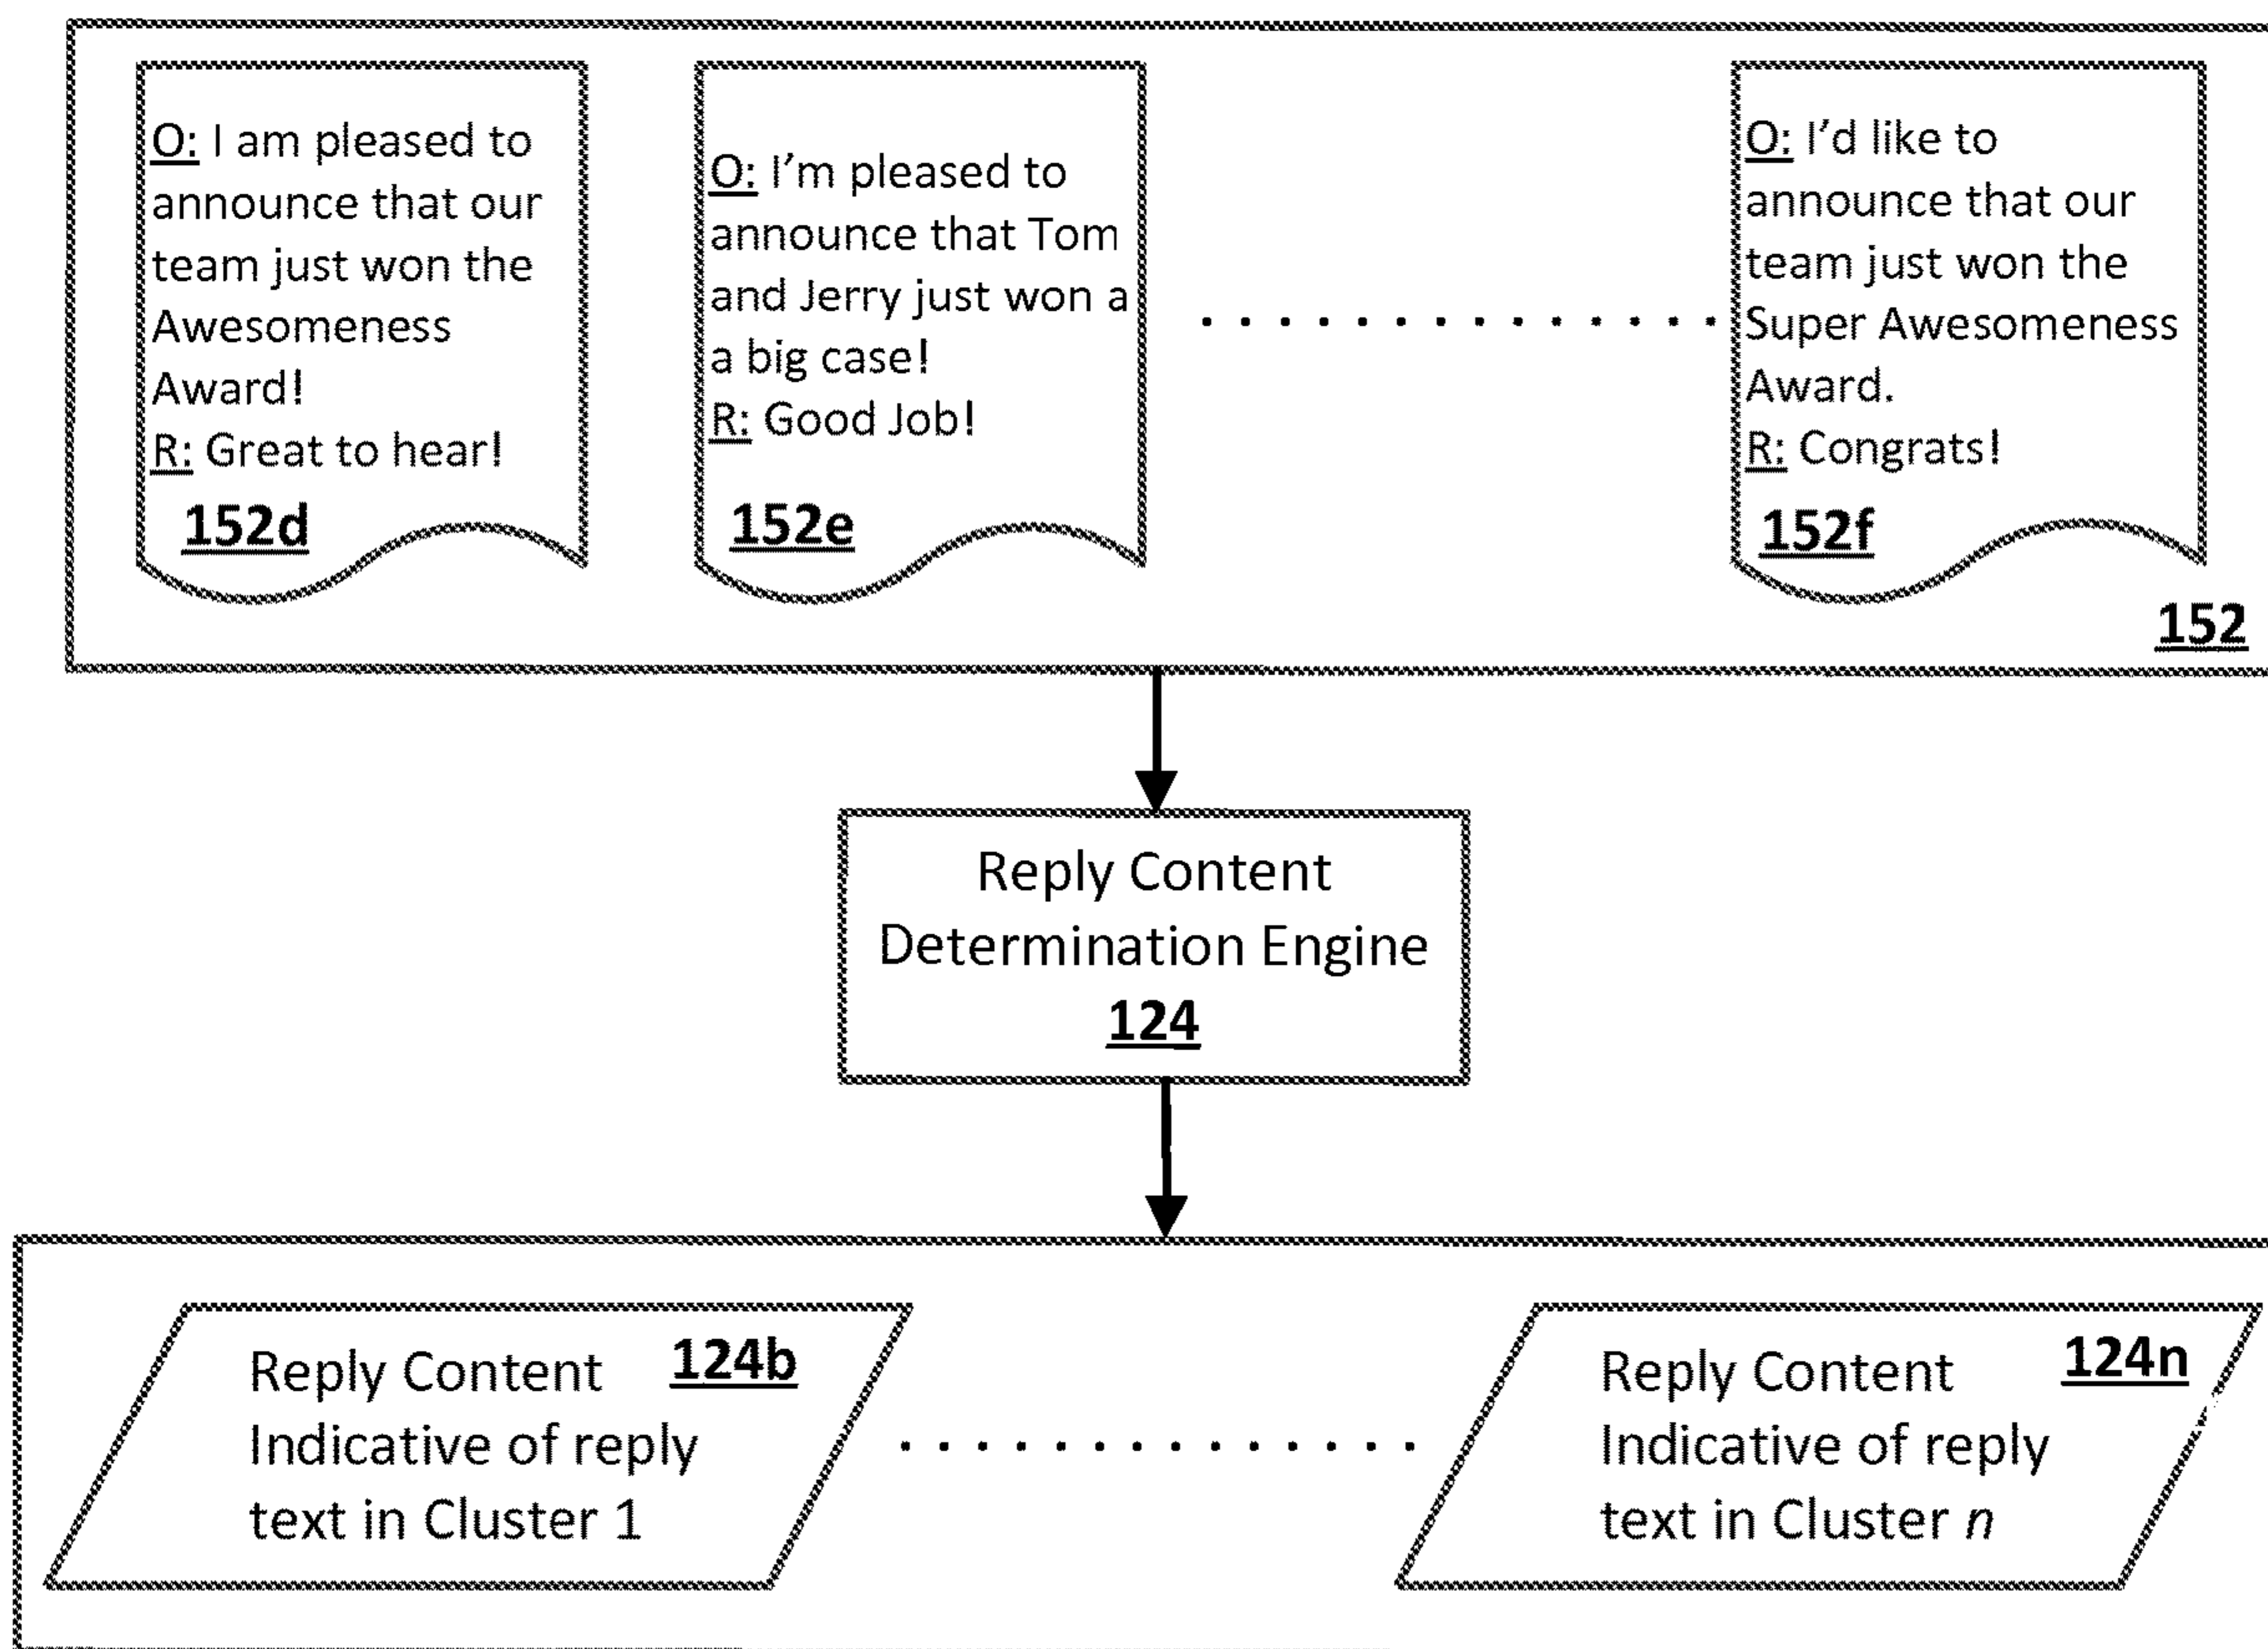 O: I am pleased to
announce that our
team just won the
Awesomeness
Award!
R: Great to hear!
152d
O: I'm pleased to
announce that Tom
and Jerry just won a
a big case!
R: Good Job!
152e
O: I'd like to
announce that our
team just won the
Super Awesomeness
Award.
R: Congrats!
152f
152
Reply Content
Determination Engine
124
Reply Content 124b
Indicative of reply
text in Cluster 1
Reply Content 124n
Indicative of reply
text in Cluster n